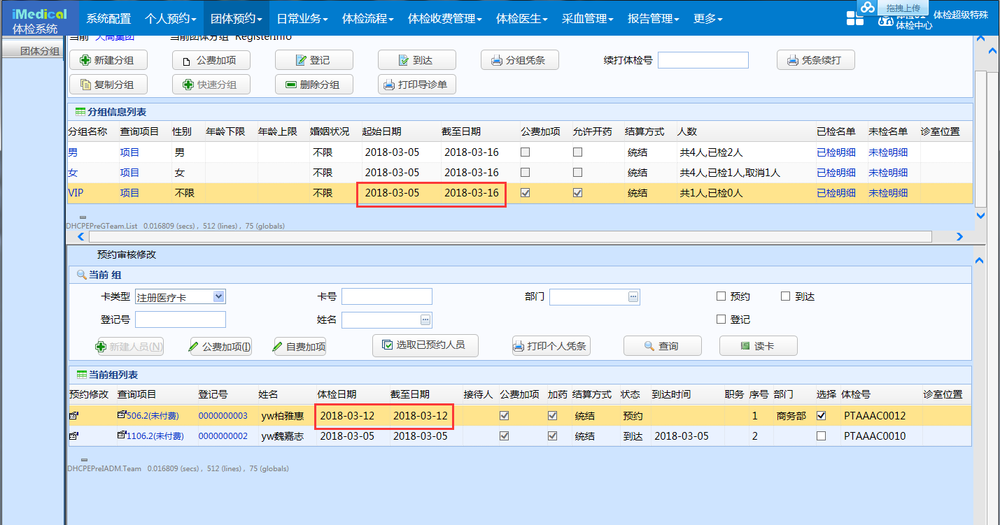 iMedical
体检系统
系统配置 个人预约 团体预约 日常业务 体检流程 体检收费管理 体检医生 采血管理 报告管理 更多
拖拽上传
体检超级特殊
体检中心
团体分组
当前 当前团体分组 RegisterInfo
新建分组 公费加项 登记 到达 分组凭条 续打体检号 凭条续打
复制分组 快速分组 删除分组 打印导诊单
分组信息列表
分组名称 查询项目 性别 年龄下限 年龄上限 婚姻状况 起始日期 截至日期 公费加项 允许开药 结算方式 人数 已检名单 未检名单 诊室位置
男 项目 男 不限 2018-03-05 2018-03-16 统结 共4人,已检2人 已检明细 未检明细
女 项目 女 不限 2018-03-05 2018-03-16 统结 共4人,已检1人,取消1人 已检明细 未检明细
VIP 项目 不限 不限 2018-03-05 2018-03-16 统结 共1人,已检0人 已检明细 未检明细
DHCPEPreGTeam.List 0.016809 (secs) , 512 (lines) , 75 (globals)
预约审核修改
当前 组
卡类型 注册医疗卡 卡号 部门 预约 到达
登记号 姓名 登记
新建人员(N) 公费加项(J) 自费加项 选取已预约人员 打印个人凭条 查询 读卡
当前组列表
预约修改 查询项目 登记号 姓名 体检日期 截至日期 接待人 公费加项 加药 结算方式 状态 到达时间 职务 序号 部门 选择 体检号 诊室位置
506.2(未付费) 0000000003 yw柏雅惠 2018-03-12 2018-03-12 统结 预约 1 商务部 PTAAAC0012
1106.2(未付费) 0000000002 yw魏嘉志 2018-03-05 2018-03-05 统结 到达 2018-03-05 2 PTAAAC0010
DHCPEPreIADM.Team 0.016809 (secs) , 512 (lines) , 75 (globals)